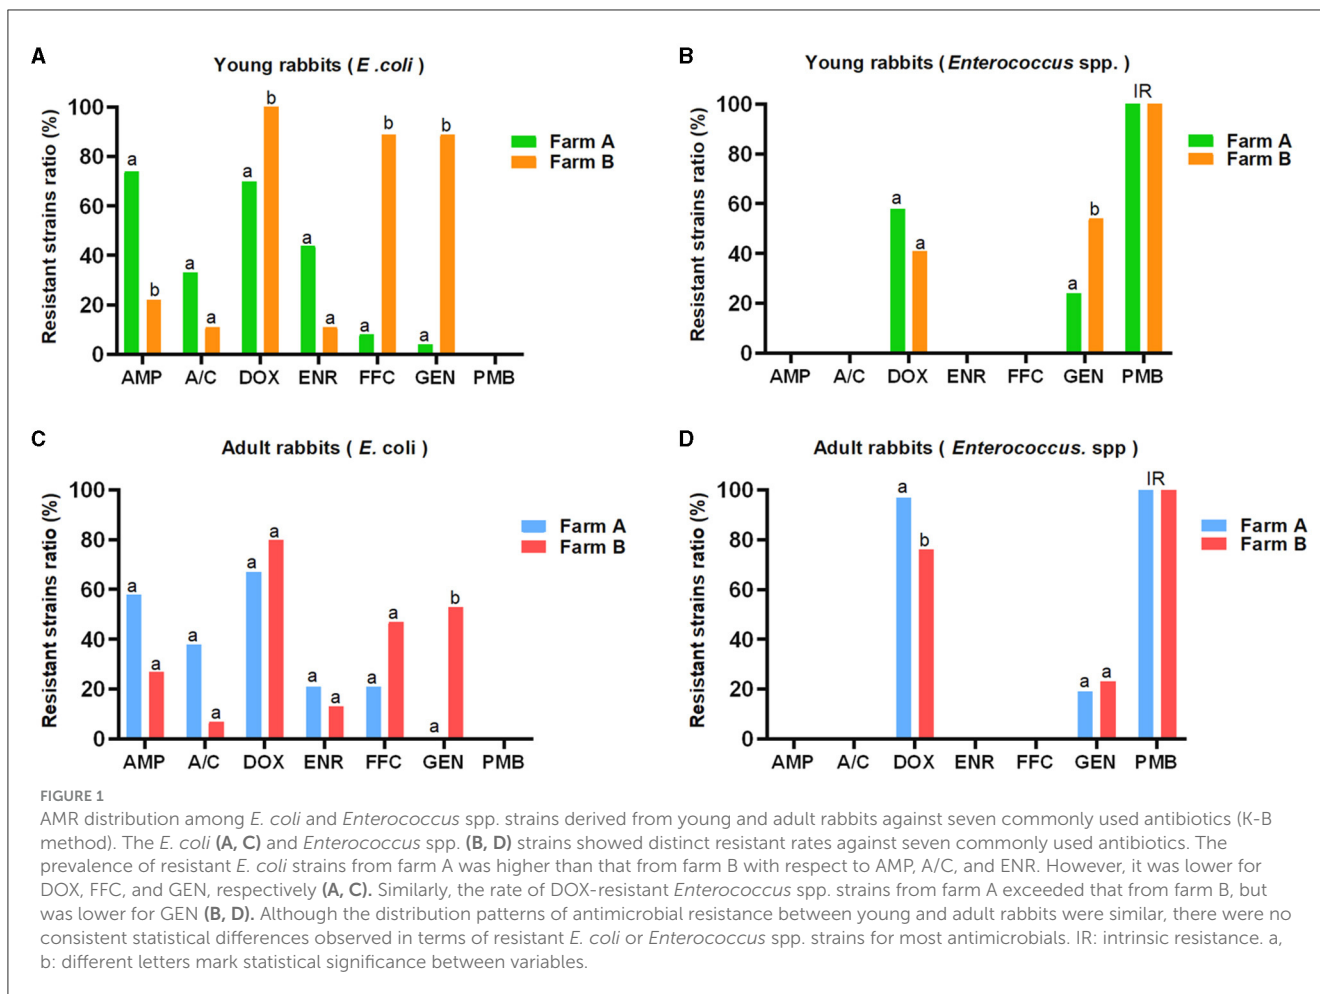 A
Young rabbits ( E .coli )
Resistant strains ratio (%)
100
80
60
40
20
0
a
b
a
a
a
b
a
a
a
b
a
b
AMP A/C DOX ENR FFC GEN PMB
Farm A
Farm B
B
Young rabbits ( Enterococcus spp. )
Resistant strains ratio (%)
100
80
60
40
20
0
a
a
a
b
IR
AMP A/C DOX ENR FFC GEN PMB
Farm A
Farm B
C
Adult rabbits ( E. coli )
Resistant strains ratio (%)
100
80
60
40
20
0
a
a
a
a
a
a
a
a
a
a
a
b
AMP A/C DOX ENR FFC GEN PMB
Farm A
Farm B
D
Adult rabbits ( Enterococcus. spp )
Resistant strains ratio (%)
100
80
60
40
20
0
a
b
a
a
IR
AMP A/C DOX ENR FFC GEN PMB
Farm A
Farm B
FIGURE 1
AMR distribution among E. coli and Enterococcus spp. strains derived from young and adult rabbits against seven commonly used antibiotics (K-B
method). The E. coli (A, C) and Enterococcus spp. (B, D) strains showed distinct resistant rates against seven commonly used antibiotics. The
prevalence of resistant E. coli strains from farm A was higher than that from farm B with respect to AMP, A/C, and ENR. However, it was lower for
DOX, FFC, and GEN, respectively (A, C). Similarly, the rate of DOX-resistant Enterococcus spp. strains from farm A exceeded that from farm B, but
was lower for GEN (B, D). Although the distribution patterns of antimicrobial resistance between young and adult rabbits were similar, there were no
consistent statistical differences observed in terms of resistant E. coli or Enterococcus spp. strains for most antimicrobials. IR: intrinsic resistance. a,
b: different letters mark statistical significance between variables.